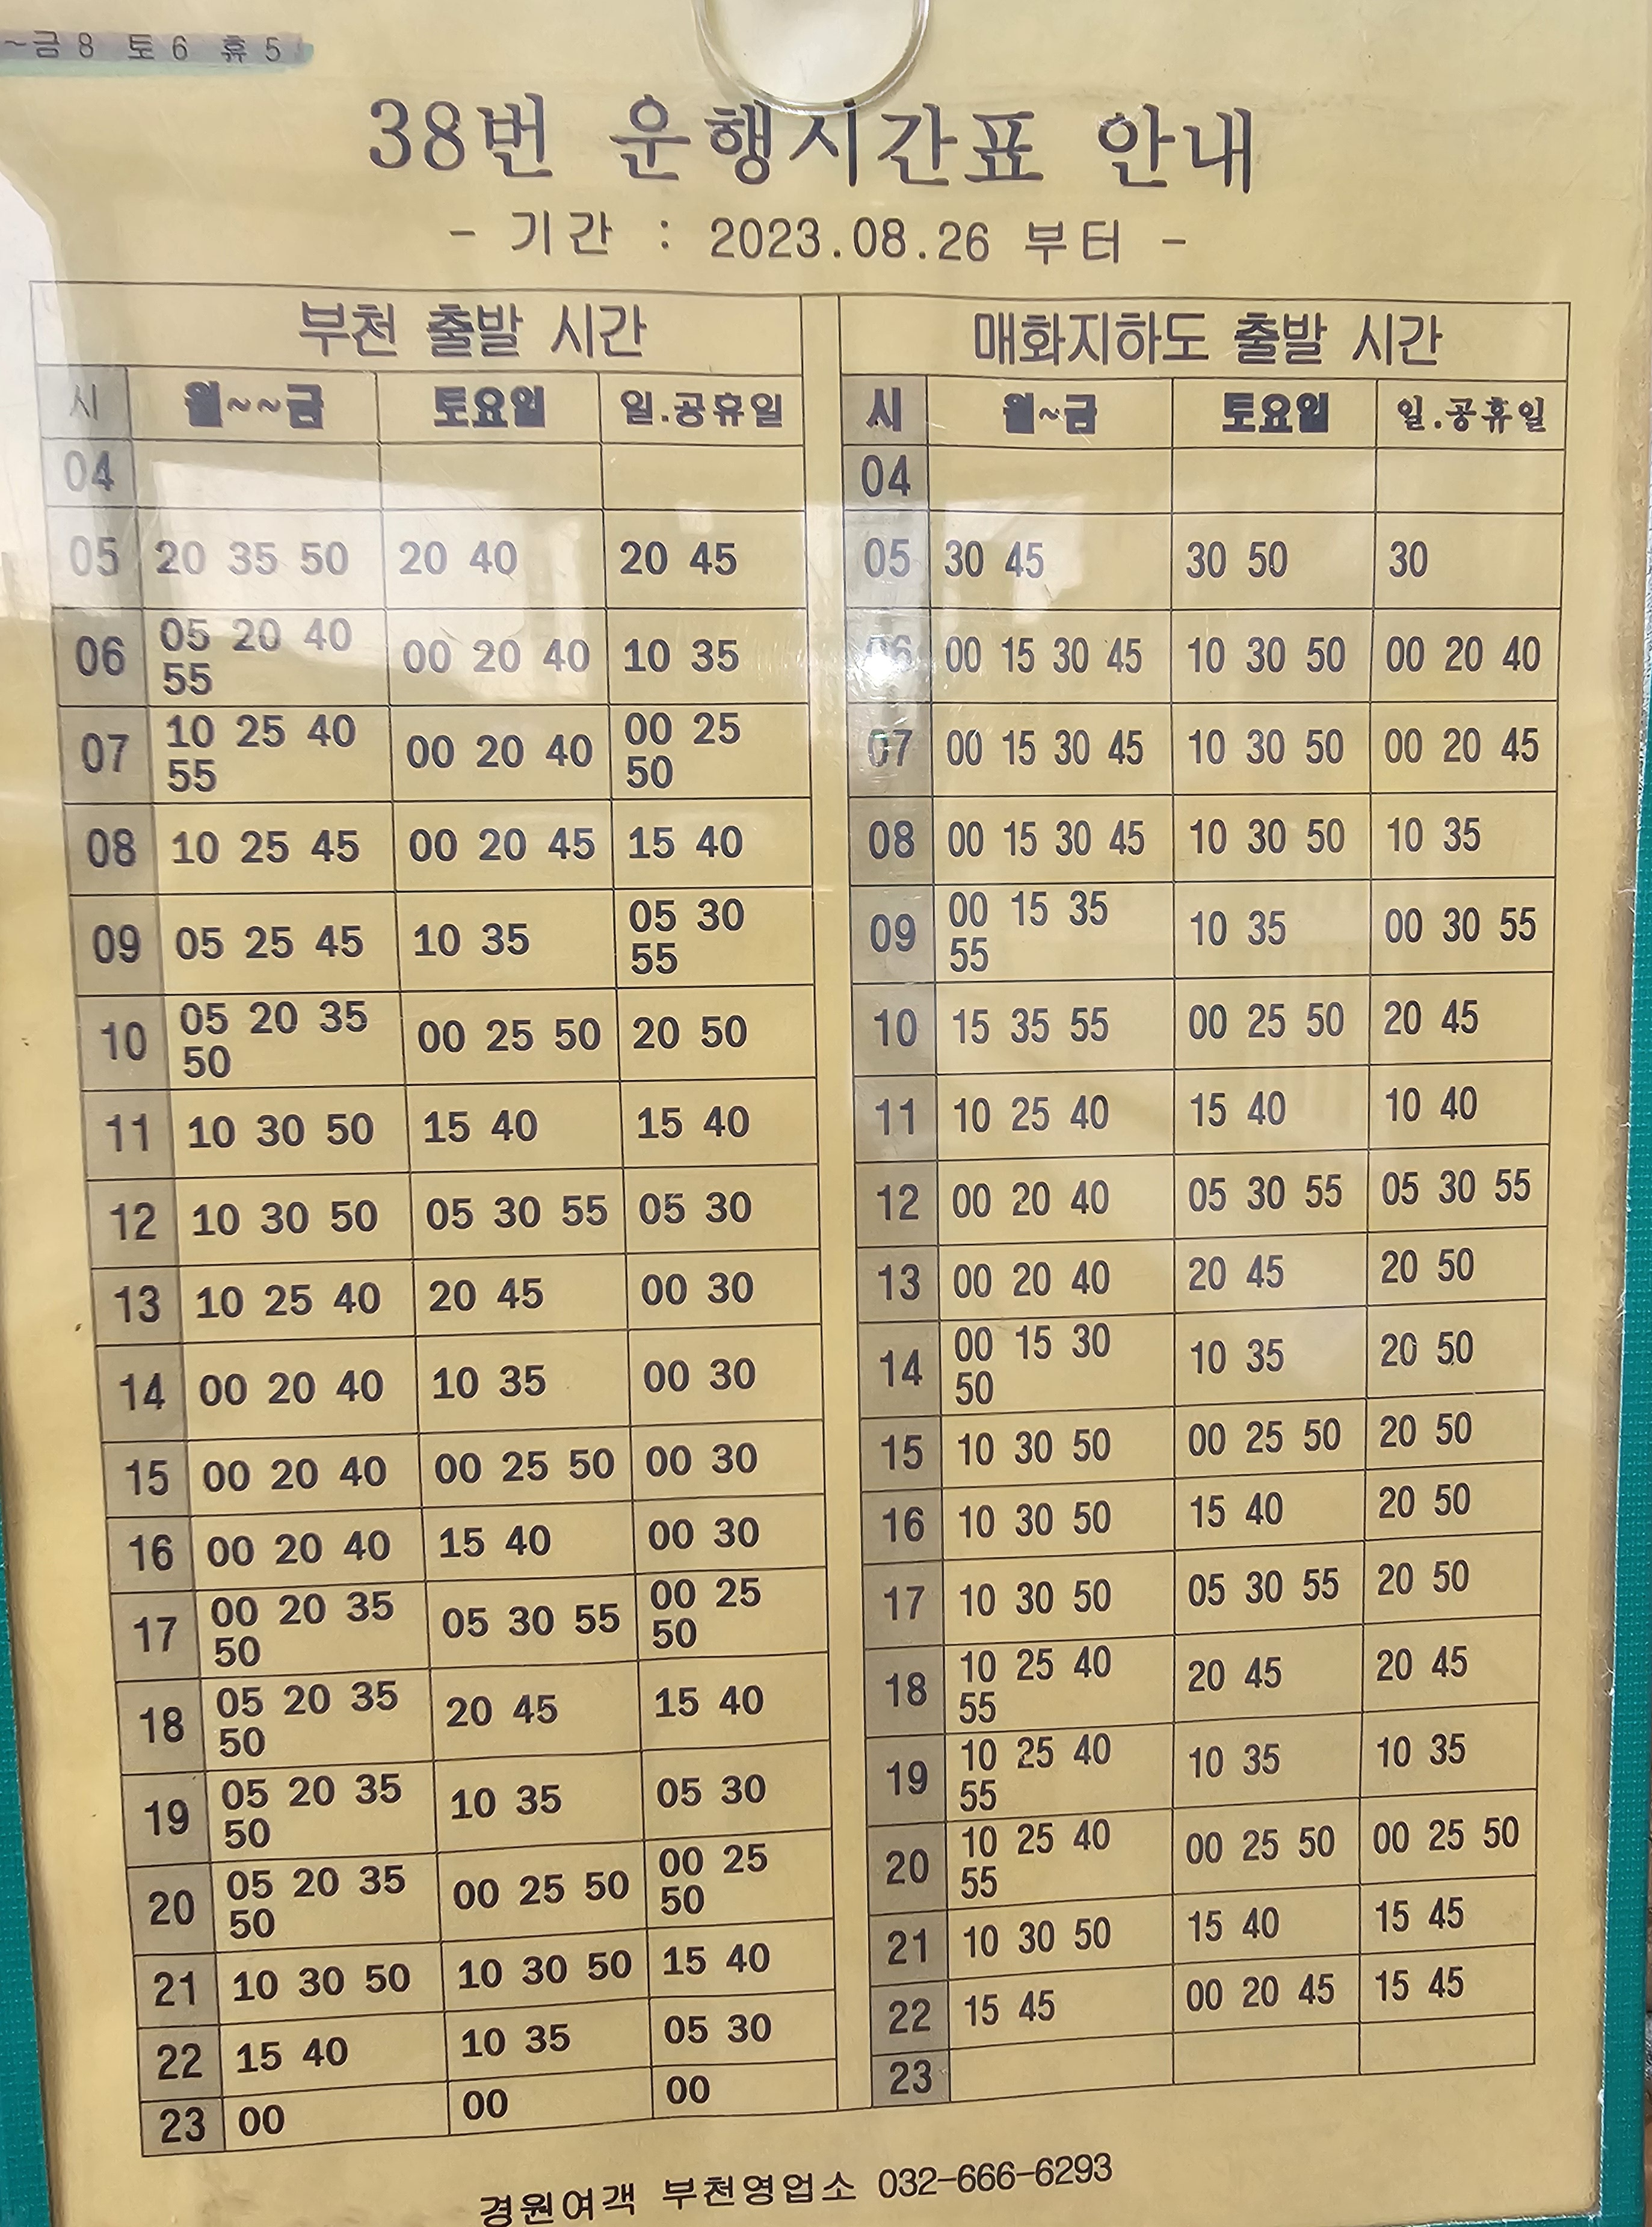 ~금8 토6 휴5
38번 운행시간표 안내
- 기간 : 2023.08.26 부터 -
부천 출발 시간 매화지하도 출발 시간
시 월~~금 토요일 일.공휴일 시 월~금 토요일 일.공휴일
04 04
05 20 35 50 20 40 20 45 05 30 45 30 50 30
06 05 20 40 55 00 20 40 10 35 06 00 15 30 45 10 30 50 00 20 40
07 10 25 40 55 00 20 40 00 25 50 07 00 15 30 45 10 30 50 00 20 45
08 10 25 45 00 20 45 15 40 08 00 15 30 45 10 30 50 10 35
09 05 25 45 10 35 05 30 55 09 00 15 35 55 10 35 00 30 55
10 05 20 35 50 00 25 50 20 50 10 15 35 55 00 25 50 20 45
11 10 30 50 15 40 15 40 11 10 25 40 15 40 10 40
12 10 30 50 05 30 55 05 30 12 00 20 40 05 30 55 05 30 55
13 10 25 40 20 45 00 30 13 00 20 40 20 45 20 50
14 00 20 40 10 35 00 30 14 00 15 30 50 10 35 20 50
15 00 20 40 00 25 50 00 30 15 10 30 50 00 25 50 20 50
16 00 20 40 15 40 00 30 16 10 30 50 15 40 20 50
17 00 20 35 50 05 30 55 00 25 50 17 10 30 50 05 30 55 20 50
18 05 20 35 50 20 45 15 40 18 10 25 40 55 20 45 20 45
19 05 20 35 50 10 35 05 30 19 10 25 40 55 10 35 10 35
20 05 20 35 50 00 25 50 00 25 50 20 10 25 40 55 00 25 50 00 25 50
21 10 30 50 10 30 50 15 40 21 10 30 50 15 40 15 45
22 15 40 10 35 05 30 22 15 45 00 20 45 15 45
23 00 00 00 23
경원여객 부천영업소 032-666-6293